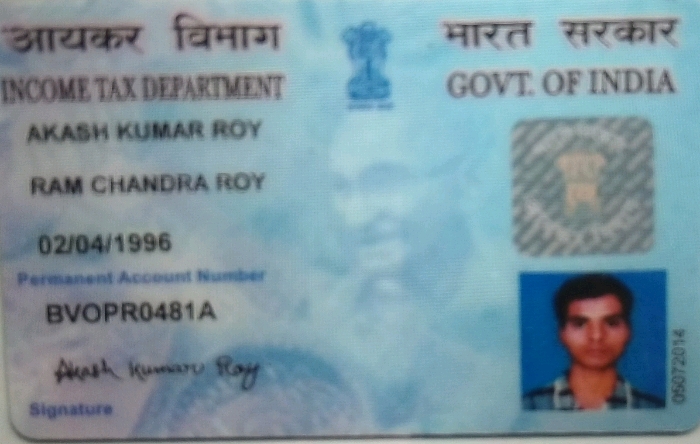 आयकर विभाग
INCOME TAX DEPARTMENT
भारत सरकार
GOVT. OF INDIA
AKASH KUMAR ROY
RAM CHANDRA ROY
02/04/1996
Permanent Account Number
BVOPR0481A
Akash Kumar Roy
Signature
05072014